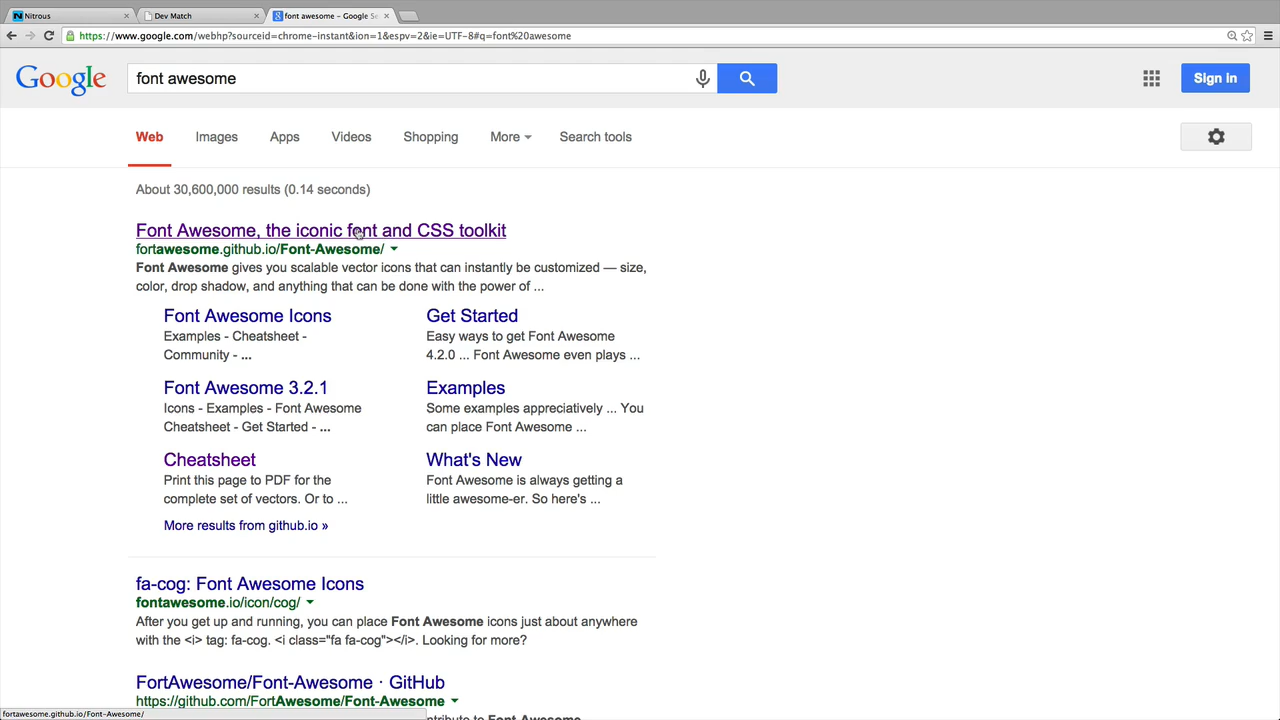 Nitrous
Dev Match
font awesome – Google Se
https://www.google.com/webhp?sourceid=chrome-instant&ion=1&espv=2&ie=UTF-8#q=font%20awesome
Google
font awesome
Sign in
Web Images Apps Videos Shopping More Search tools
About 30,600,000 results (0.14 seconds)
Font Awesome, the iconic font and CSS toolkit
fortawesome.github.io/Font-Awesome/
Font Awesome gives you scalable vector icons that can instantly be customized — size,
color, drop shadow, and anything that can be done with the power of ...
Font Awesome Icons
Examples - Cheatsheet -
Community - ...
Get Started
Easy ways to get Font Awesome
4.2.0 ... Font Awesome even plays ...
Font Awesome 3.2.1
Icons - Examples - Font Awesome
Cheatsheet - Get Started - ...
Examples
Some examples appreciatively ... You
can place Font Awesome ...
Cheatsheet
Print this page to PDF for the
complete set of vectors. Or to ...
What's New
Font Awesome is always getting a
little awesome-er. So here's ...
More results from github.io »
fa-cog: Font Awesome Icons
fontawesome.io/icon/cog/
After you get up and running, you can place Font Awesome icons just about anywhere
with the <i> tag: fa-cog. <i class="fa fa-cog"></i>. Looking for more?
FortAwesome/Font-Awesome · GitHub
https://github.com/FortAwesome/Font-Awesome
fortawesome.github.io/Font-Awesome/
ntribute to Font-Awesome